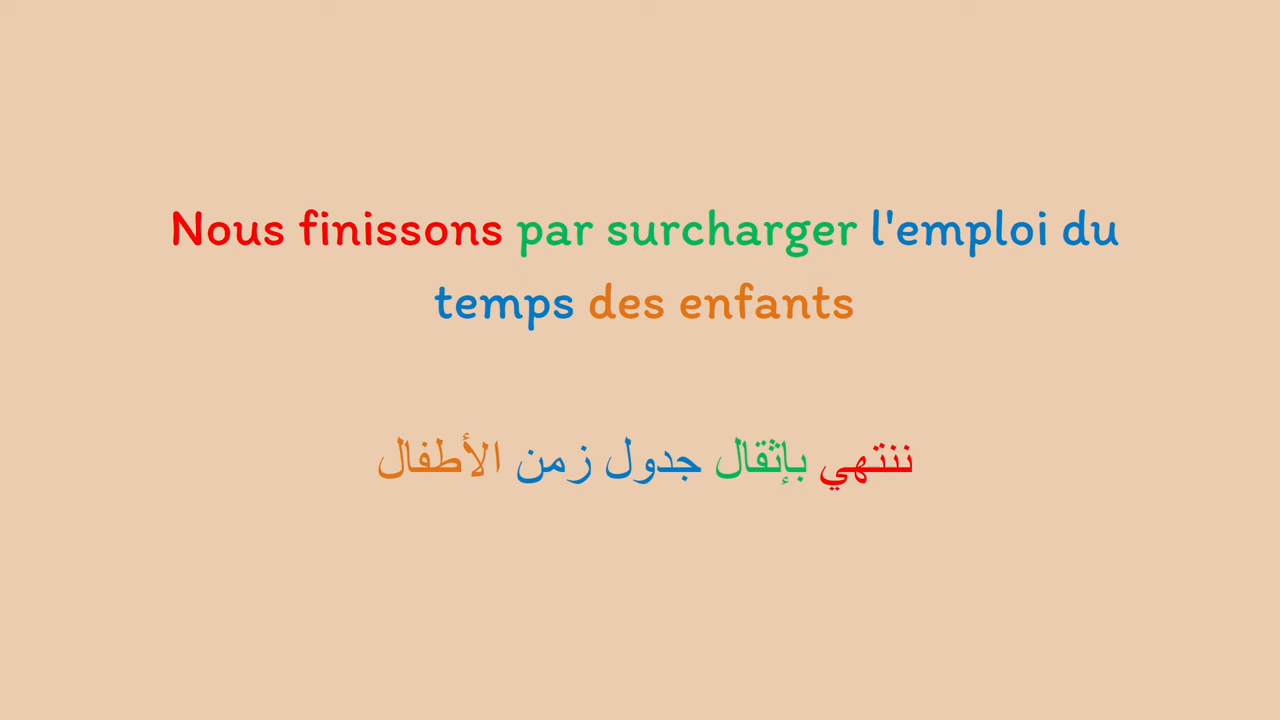 Nous finissons par surcharger l'emploi du
temps des enfants
ننتهي بإثقال جدول زمن الأطفال